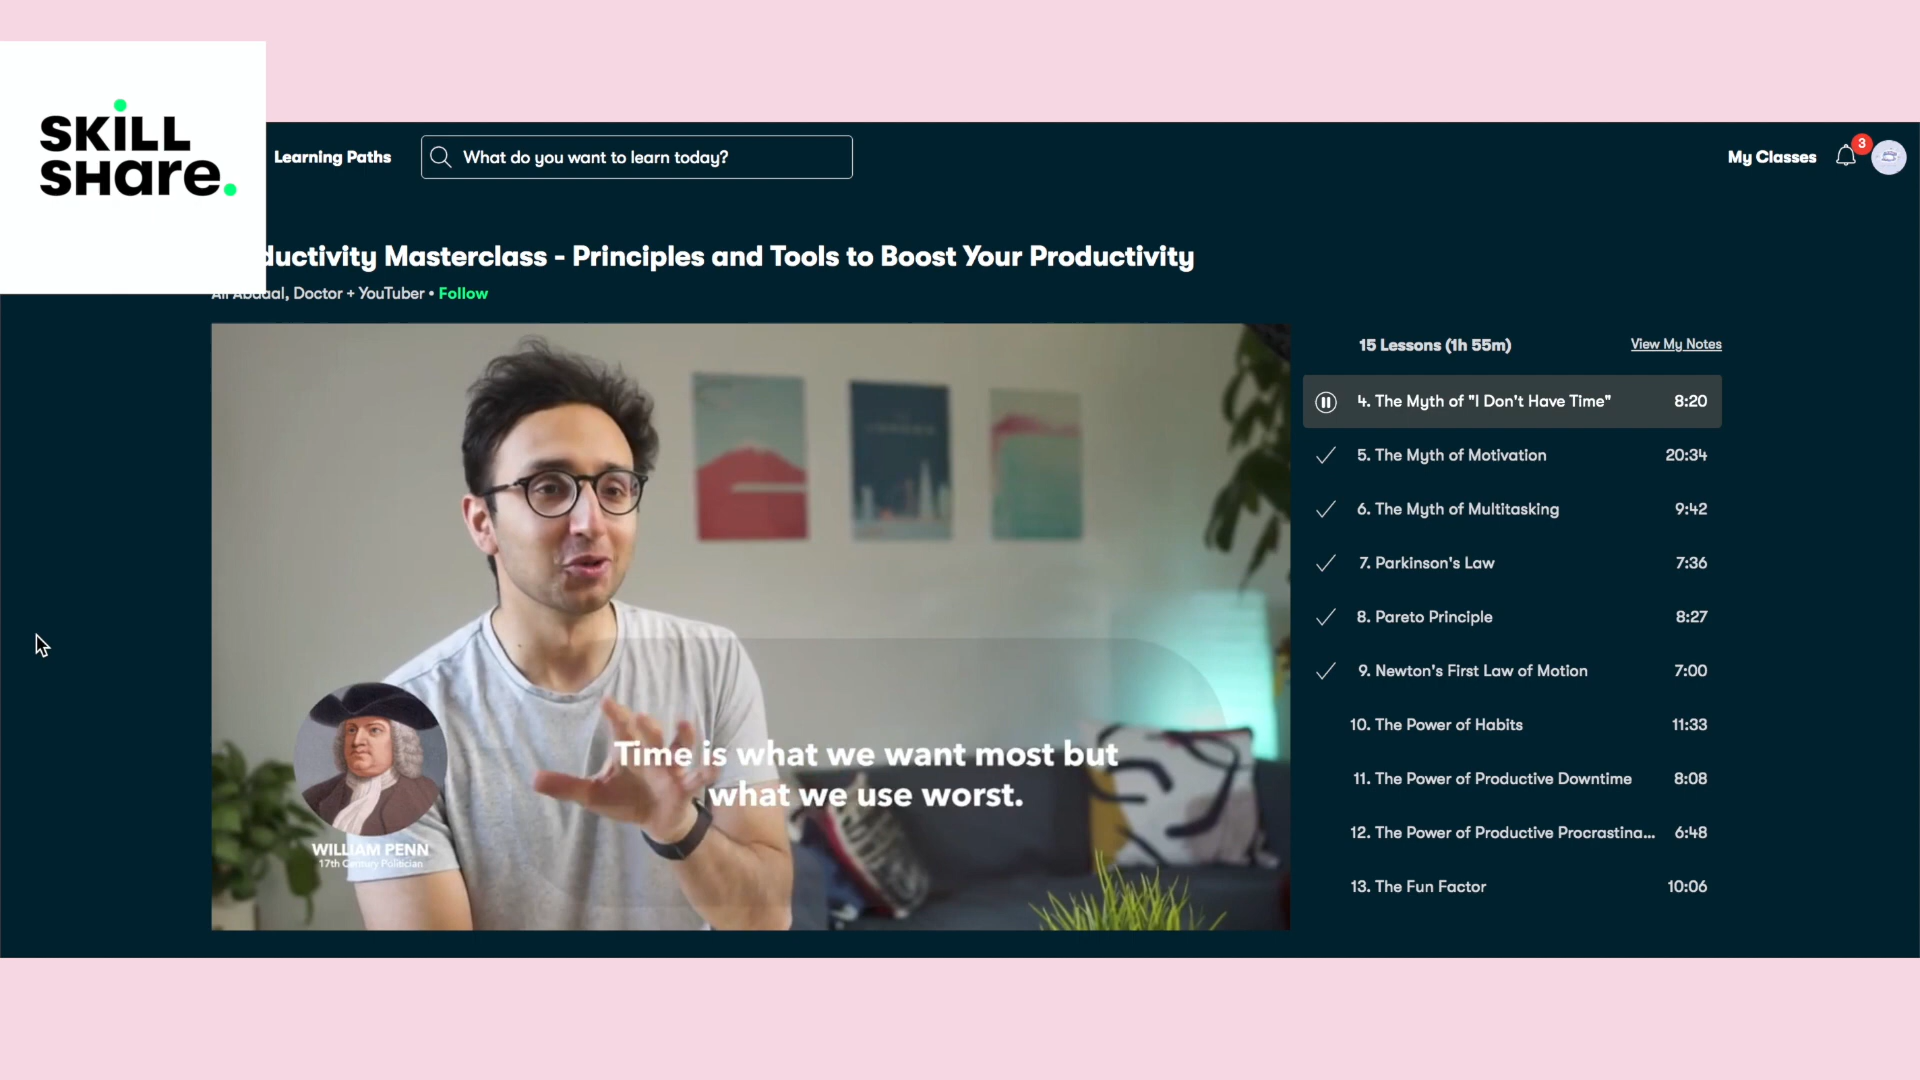 SKILL
SHare.
Learning Paths
What do you want to learn today?
My Classes
3
ductivity Masterclass - Principles and Tools to Boost Your Productivity
Doctor + YouTuber • Follow
15 Lessons (1h 55m)
View My Notes
4. The Myth of "I Don't Have Time" 8:20
5. The Myth of Motivation 20:34
6. The Myth of Multitasking 9:42
7. Parkinson's Law 7:36
8. Pareto Principle 8:27
9. Newton's First Law of Motion 7:00
10. The Power of Habits 11:33
11. The Power of Productive Downtime 8:08
12. The Power of Productive Procrastina... 6:48
13. The Fun Factor 10:06
Time is what we want most but
what we use worst.
WILLIAM PENN
17th Century Politician